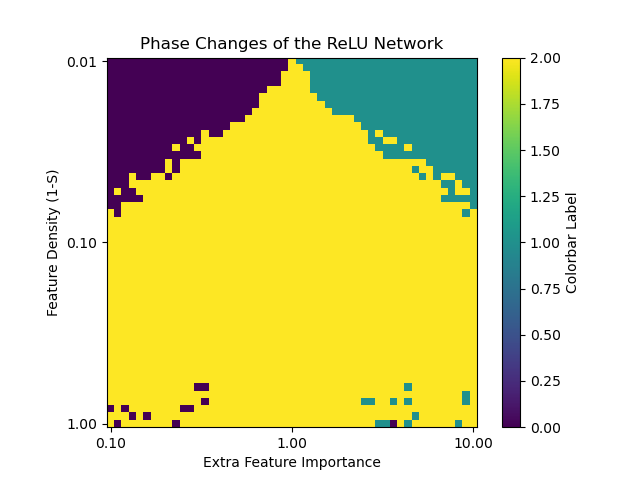 Phase Changes of the ReLU Network
Feature Density (1-S)
0.01
0.10
1.00
0.10 1.00 10.00
Extra Feature Importance
2.00
1.75
1.50
1.25
1.00
0.75
0.50
0.25
0.00
Colorbar Label